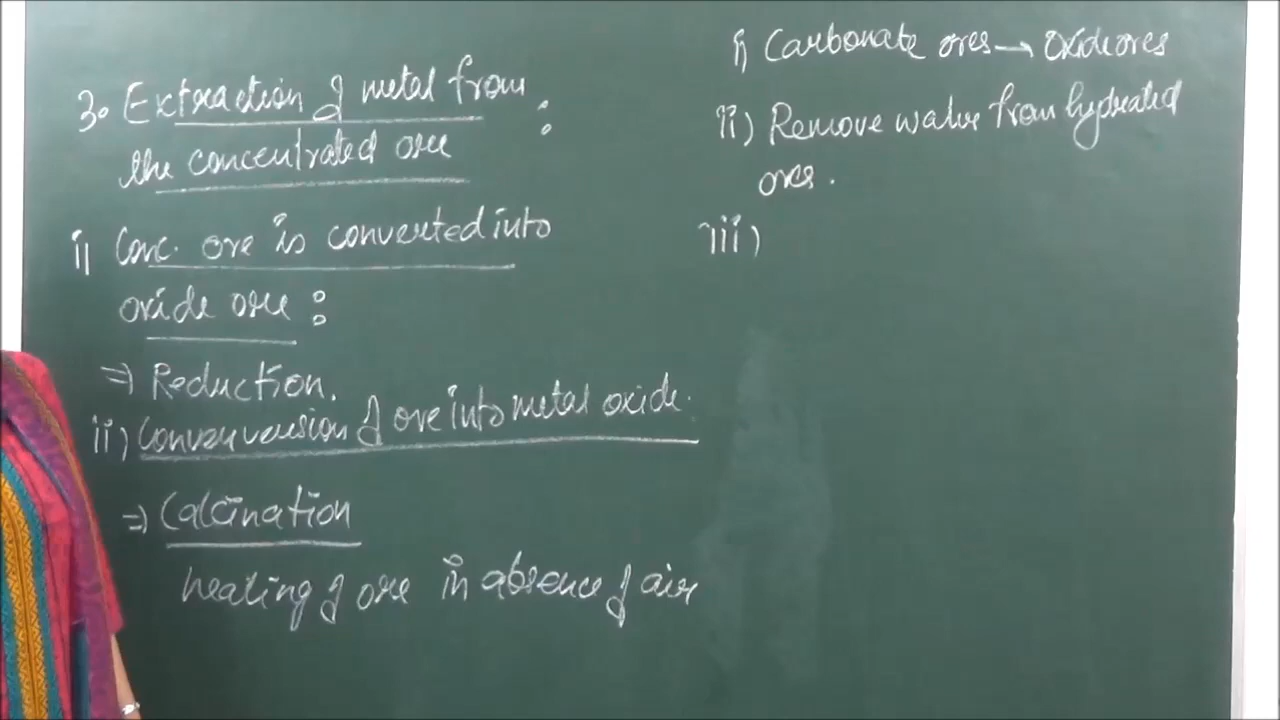 3. Extraction of metal from
the concentrated ore :
i) Conc. ore is converted into
oxide ore :
⇒ Reduction.
ii) Conversion of ore into metal oxide.
⇒ Calcination
heating of ore in absence of air
i) Carbonate ores → Oxide ores
ii) Remove water from hydrated
ores.
iii)